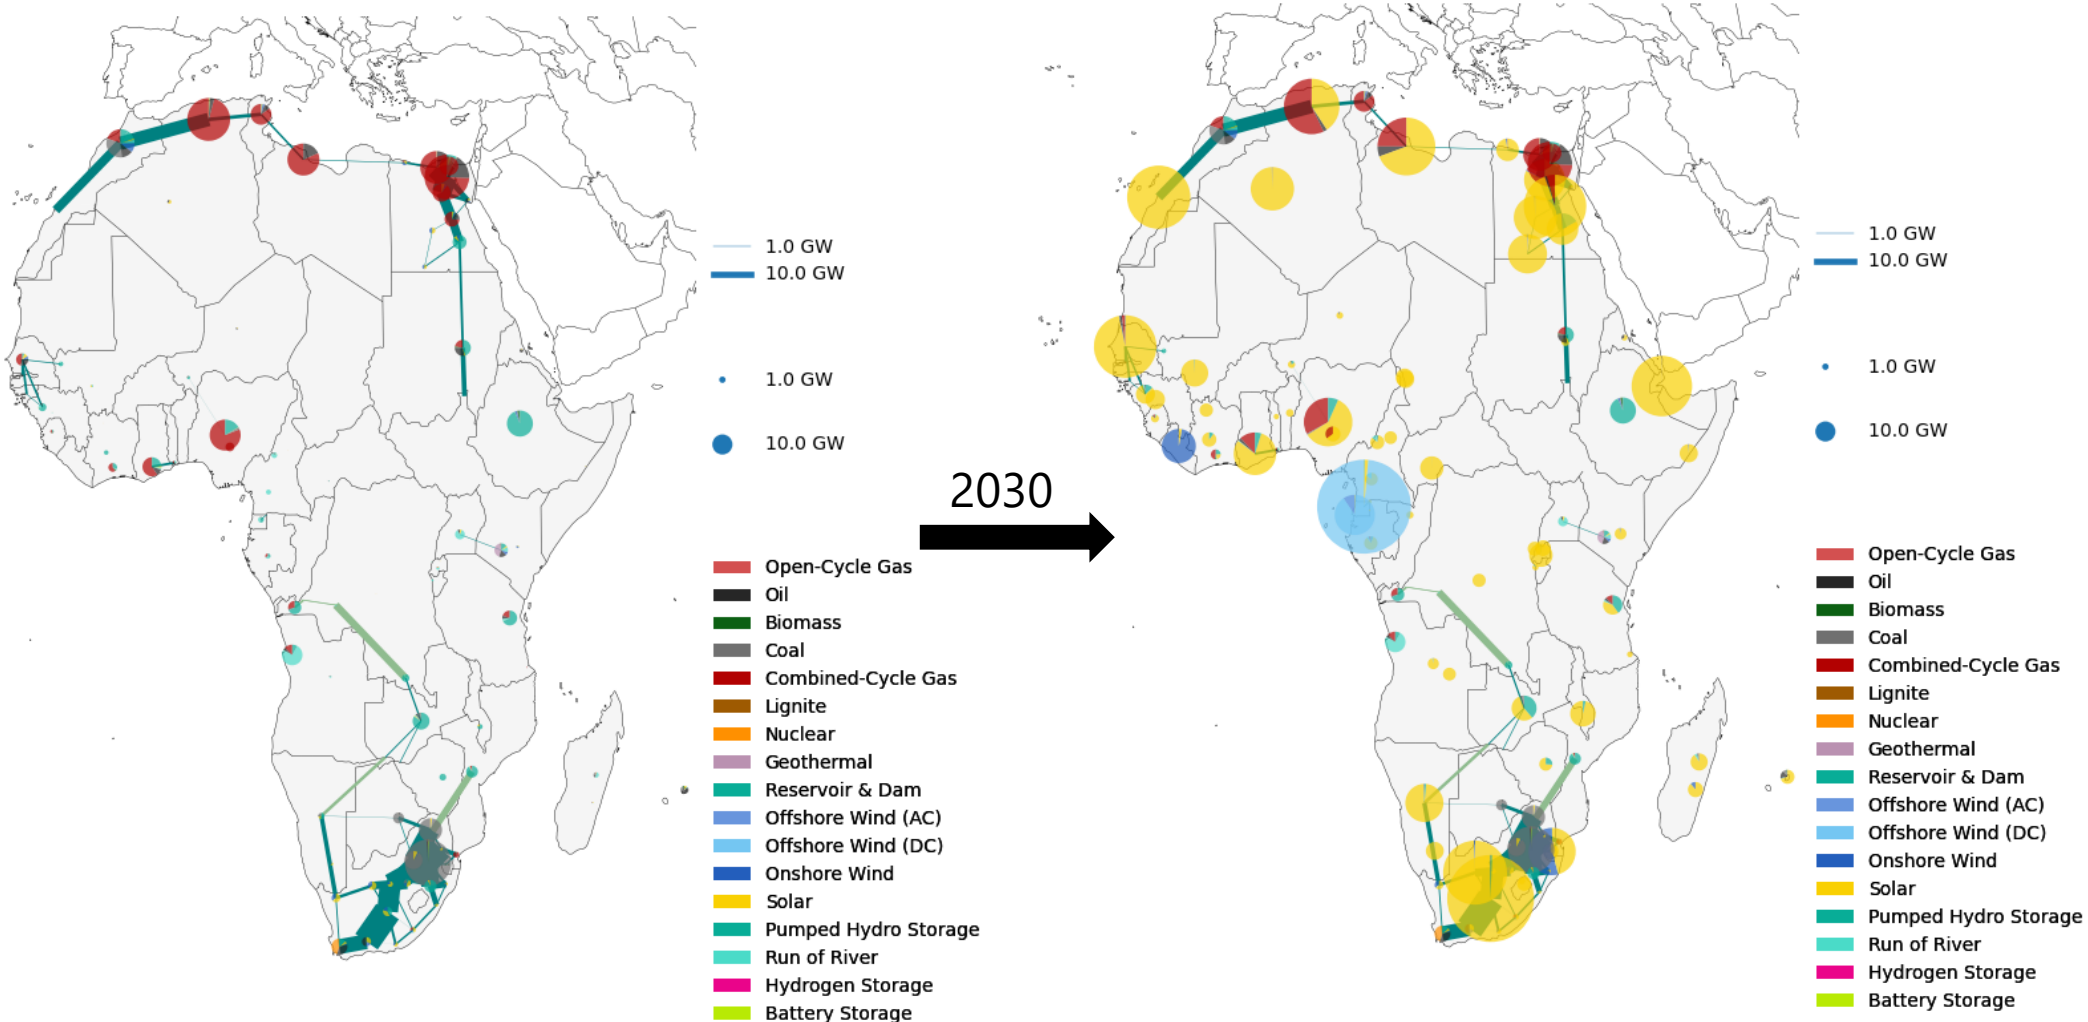 1.0 GW
10.0 GW
1.0 GW
10.0 GW
Open-Cycle Gas
Oil
Biomass
Coal
Combined-Cycle Gas
Lignite
Nuclear
Geothermal
Reservoir & Dam
Offshore Wind (AC)
Offshore Wind (DC)
Onshore Wind
Solar
Pumped Hydro Storage
Run of River
Hydrogen Storage
Battery Storage
2030
1.0 GW
10.0 GW
1.0 GW
10.0 GW
Open-Cycle Gas
Oil
Biomass
Coal
Combined-Cycle Gas
Lignite
Nuclear
Geothermal
Reservoir & Dam
Offshore Wind (AC)
Offshore Wind (DC)
Onshore Wind
Solar
Pumped Hydro Storage
Run of River
Hydrogen Storage
Battery Storage